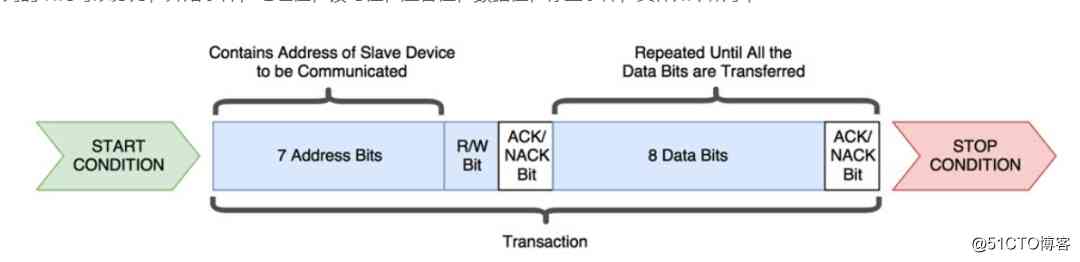 Contains Address of Slave Device
to be Communicated
Repeated Until All the
Data Bits are Transferred
START
CONDITION
7 Address Bits
R/W
Bit
ACK/
NACK
Bit
8 Data Bits
ACK/
NACK
Bit
STOP
CONDITION
Transaction
@51CTO博客